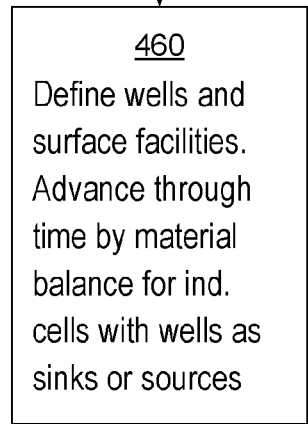 460
Define wells and
surface facilities.
Advance through
time by material
balance for ind.
cells with wells as
sinks or sources